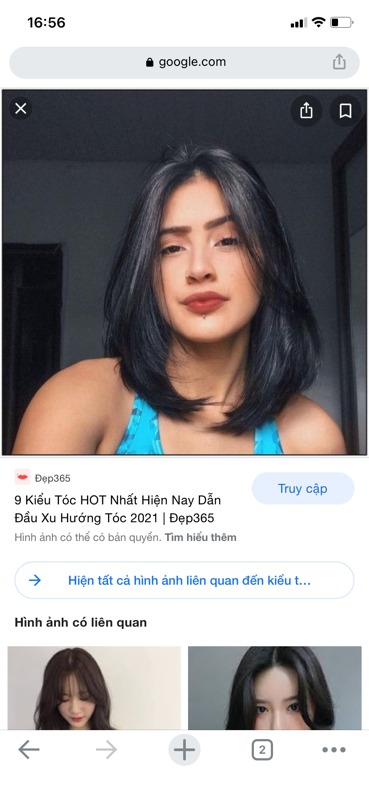 16:56
google.com
Đẹp365
9 Kiểu Tóc HOT Nhất Hiện Nay Dẫn
Đầu Xu Hướng Tóc 2021 | Đẹp365
Hình ảnh có thể có bản quyền. Tìm hiểu thêm
Truy cập
Hiện tất cả hình ảnh liên quan đến kiểu t...
Hình ảnh có liên quan
2